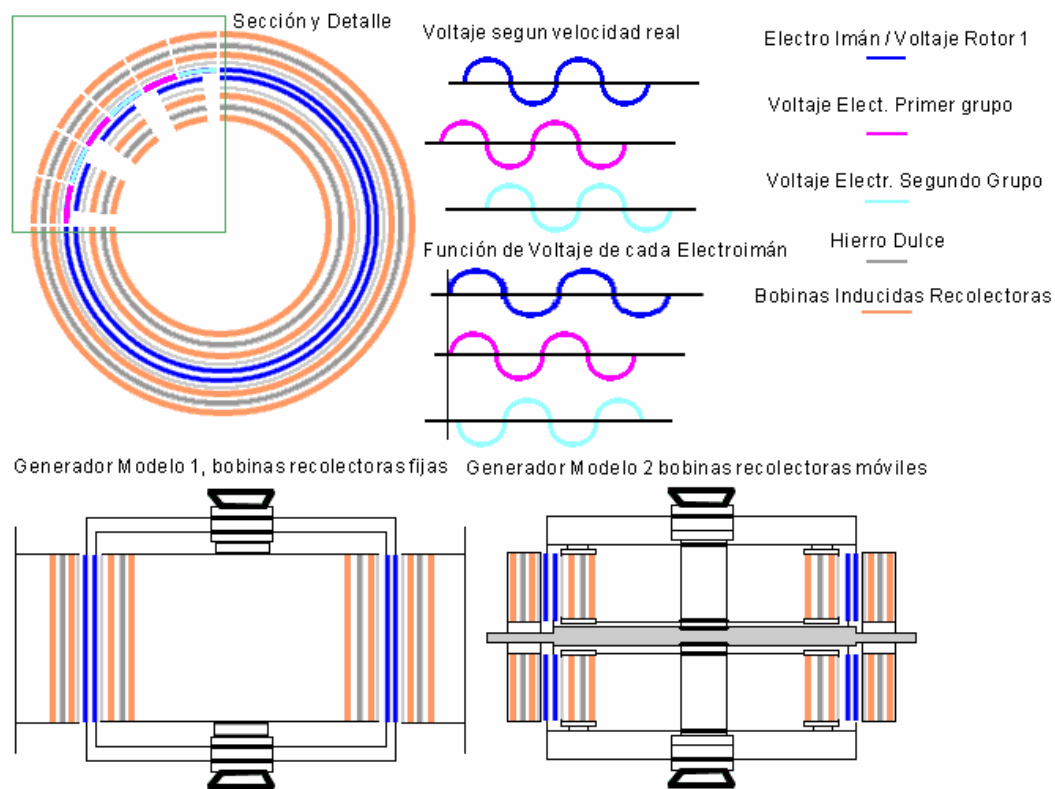 Sección y Detalle
Voltaje segun velocidad real
Electro Imán / Voltaje Rotor 1
Voltaje Elect. Primer grupo
Voltaje Electr. Segundo Grupo
Función de Voltaje de cada Electroimán
Hierro Dulce
Bobinas Inducidas Recolectoras
Generador Modelo 1, bobinas recolectoras fijas
Generador Modelo 2 bobinas recolectoras móviles